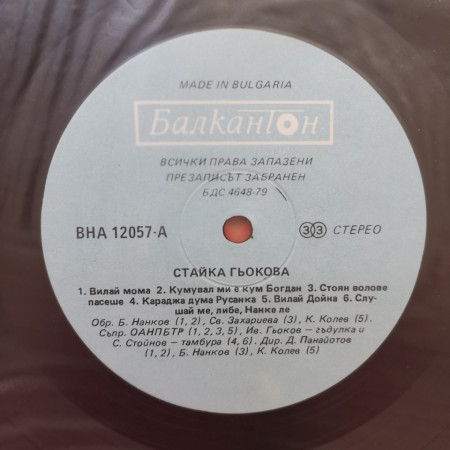 MADE IN BULGARIA
Балкантон
ВСИЧКИ ПРАВА ЗАПАЗЕНИ
ПРЕЗАПИСЪТ ЗАБРАНЕН
БДС 4648-79
ВНА 12057-А
33 СТЕРЕО
СТАЙКА ГЬОКОВА
1. Вилай мома 2. Кумувал ми е кум Богдан 3. Стоян волове
пасеше 4. Караджа дума Русанка 5. Вилай Дойна 6. Слу-
шай ме, либе, Нанке ле
Обр. Б. Нанков (1, 2), Св. Захариева (3), К. Колев (5).
Съпр. ОАНПБТР (1, 2, 3, 5), Ив. Гьоков — гъдулка и
С. Стойнов — тамбура (4, 6). Дир. Д. Панайотов
(1, 2), Б. Нанков (3), К. Колев (5)